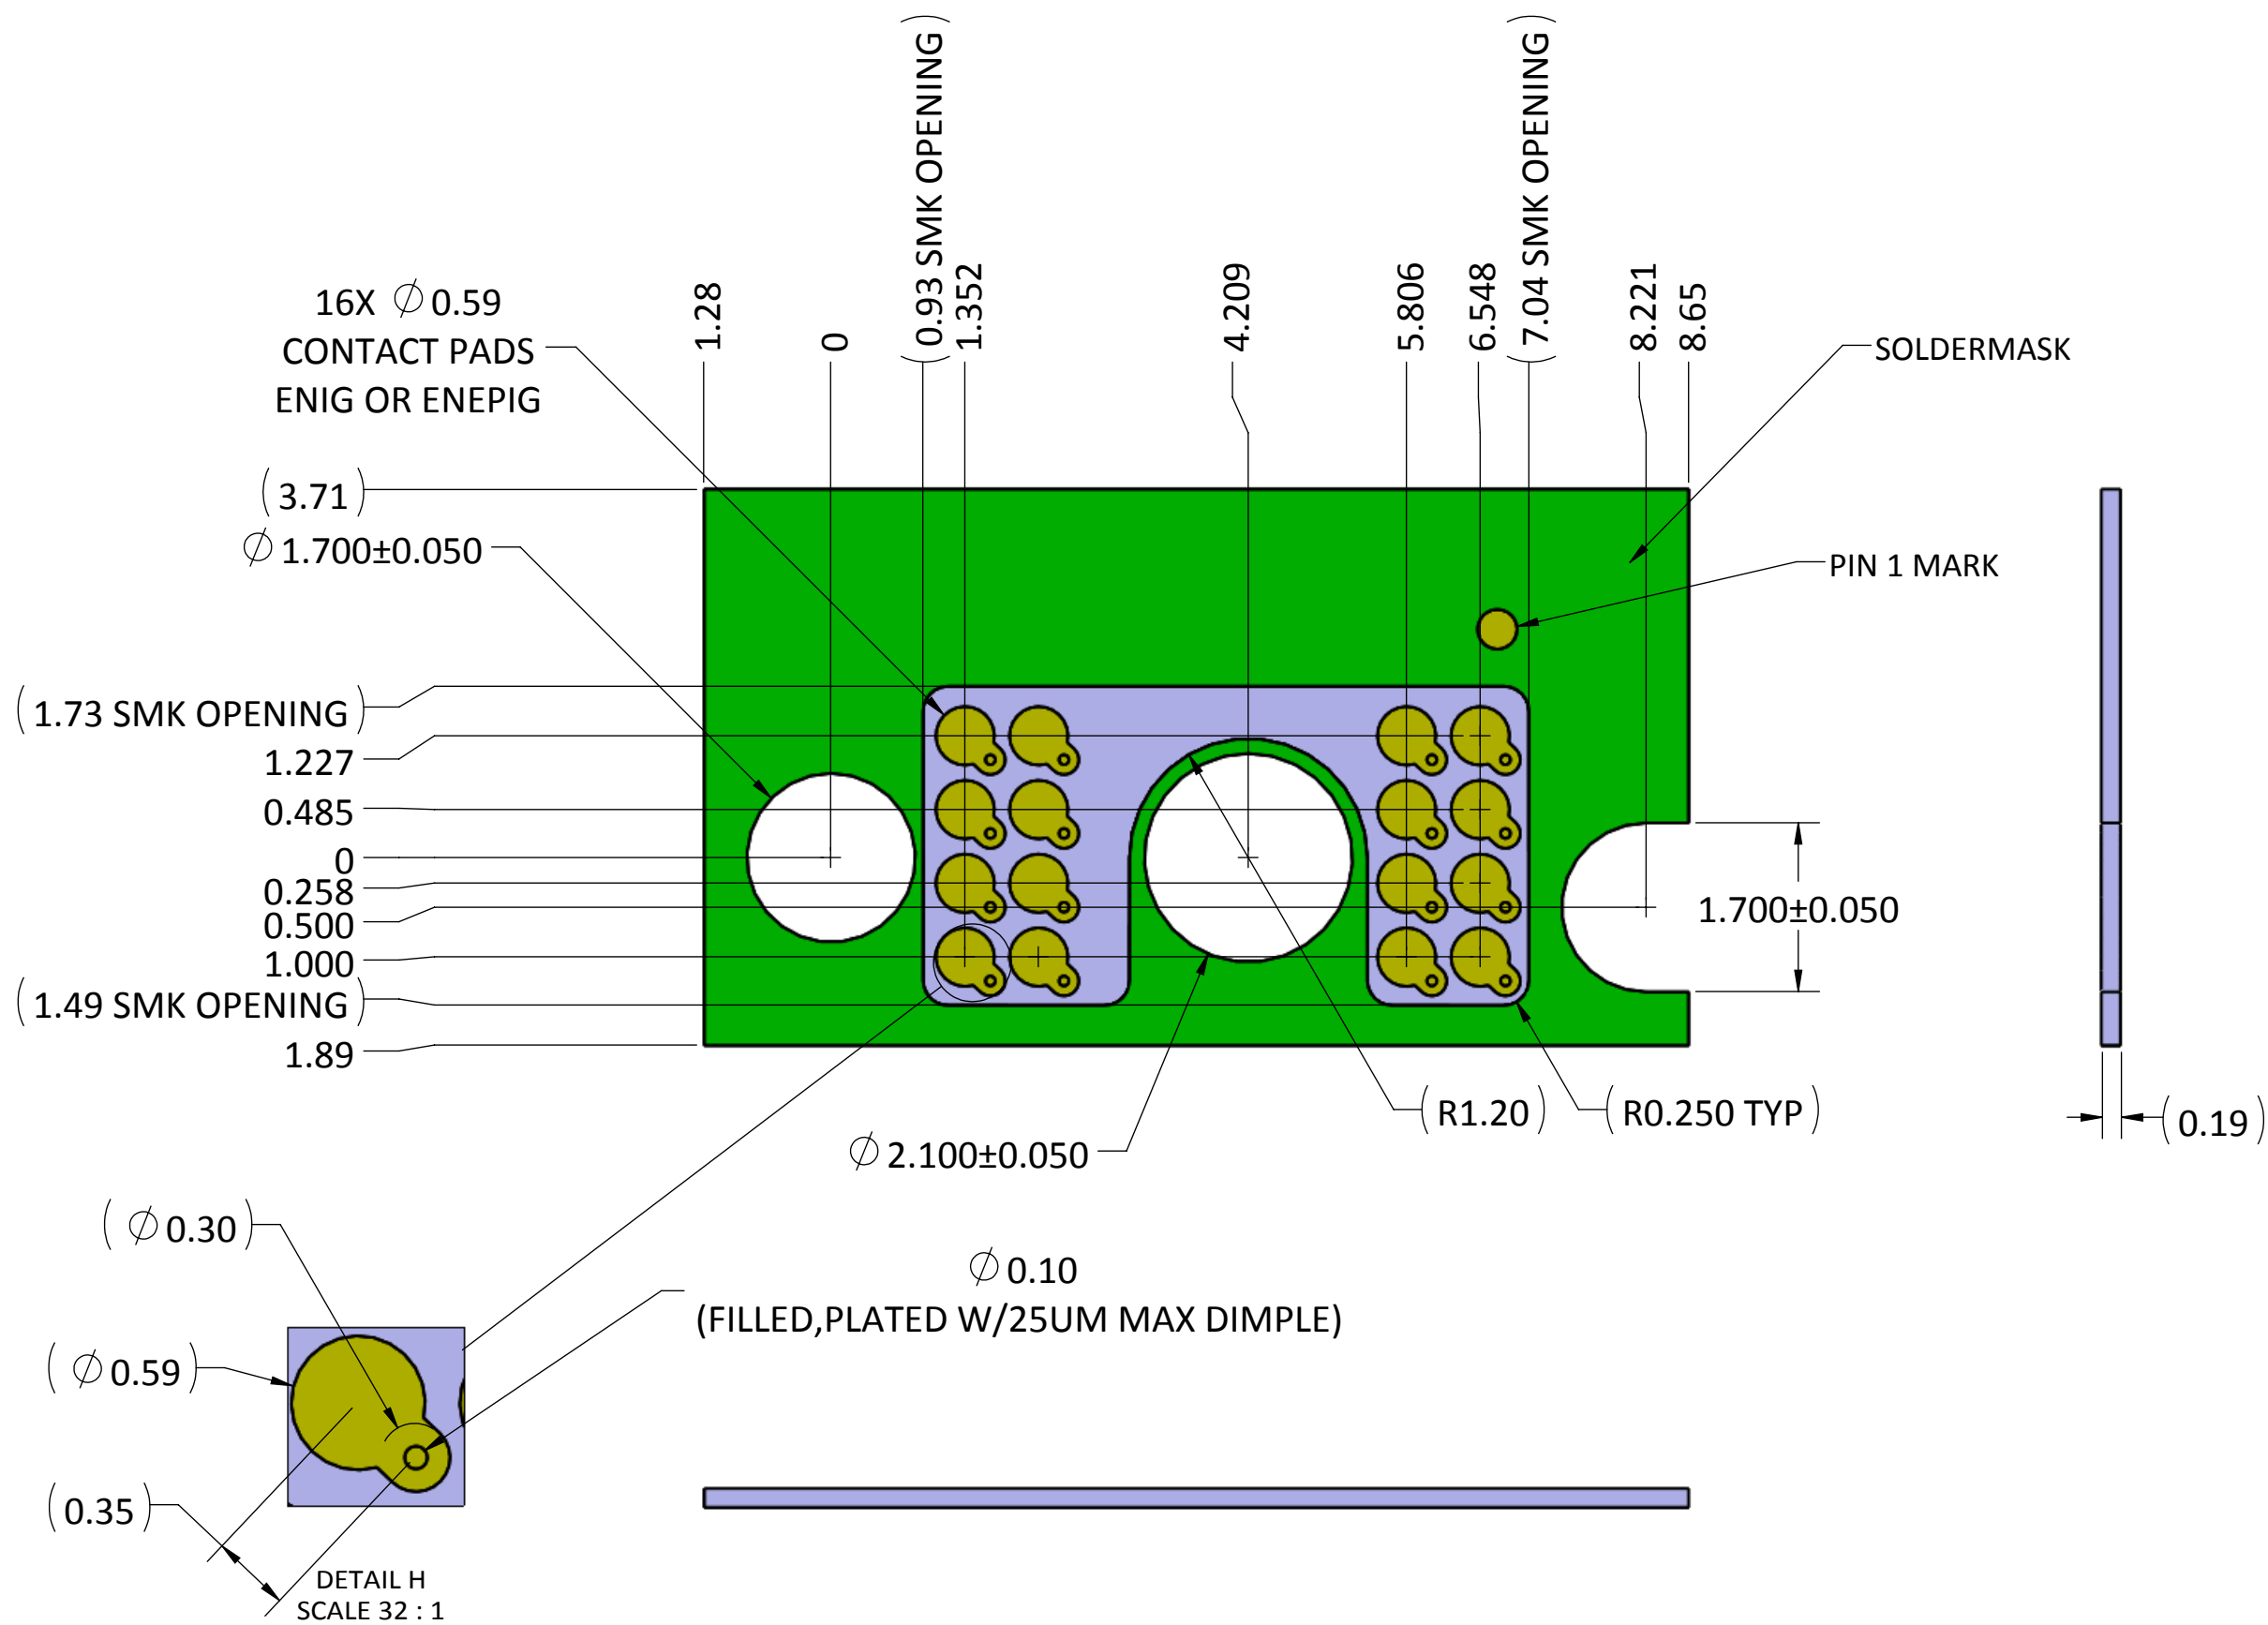 (0.93 SMK OPENING)
(7.04 SMK OPENING)
1.28
0
1.352
4.209
5.806
6.548
8.221
8.65
16X ∅0.59
CONTACT PADS
ENIG OR ENEPIG
SOLDERMASK
(3.71)
∅1.700±0.050
PIN 1 MARK
(1.73 SMK OPENING)
1.227
0.485
0
0.258
0.500
1.000
(1.49 SMK OPENING)
1.89
1.700±0.050
(R1.20)
(R0.250 TYP)
(0.19)
∅2.100±0.050
(∅0.30)
∅0.10
(FILLED,PLATED W/25UM MAX DIMPLE)
(∅0.59)
(0.35)
DETAIL H
SCALE 32 : 1